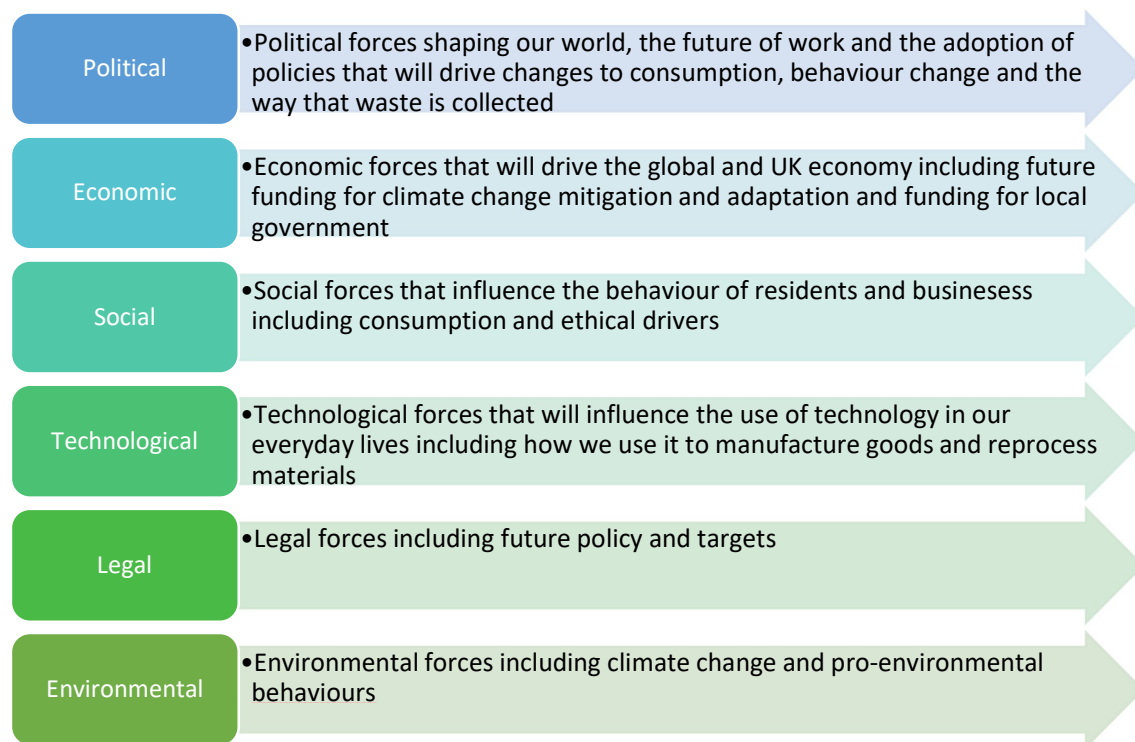 Political
•Political forces shaping our world, the future of work and the adoption of
policies that will drive changes to consumption, behaviour change and the
way that waste is collected
Economic
•Economic forces that will drive the global and UK economy including future
funding for climate change mitigation and adaptation and funding for local
government
Social
•Social forces that influence the behaviour of residents and businesess
including consumption and ethical drivers
Technological
•Technological forces that will influence the use of technology in our
everyday lives including how we use it to manufacture goods and reprocess
materials
Legal
•Legal forces including future policy and targets
Environmental
•Environmental forces including climate change and pro-environmental
behaviours